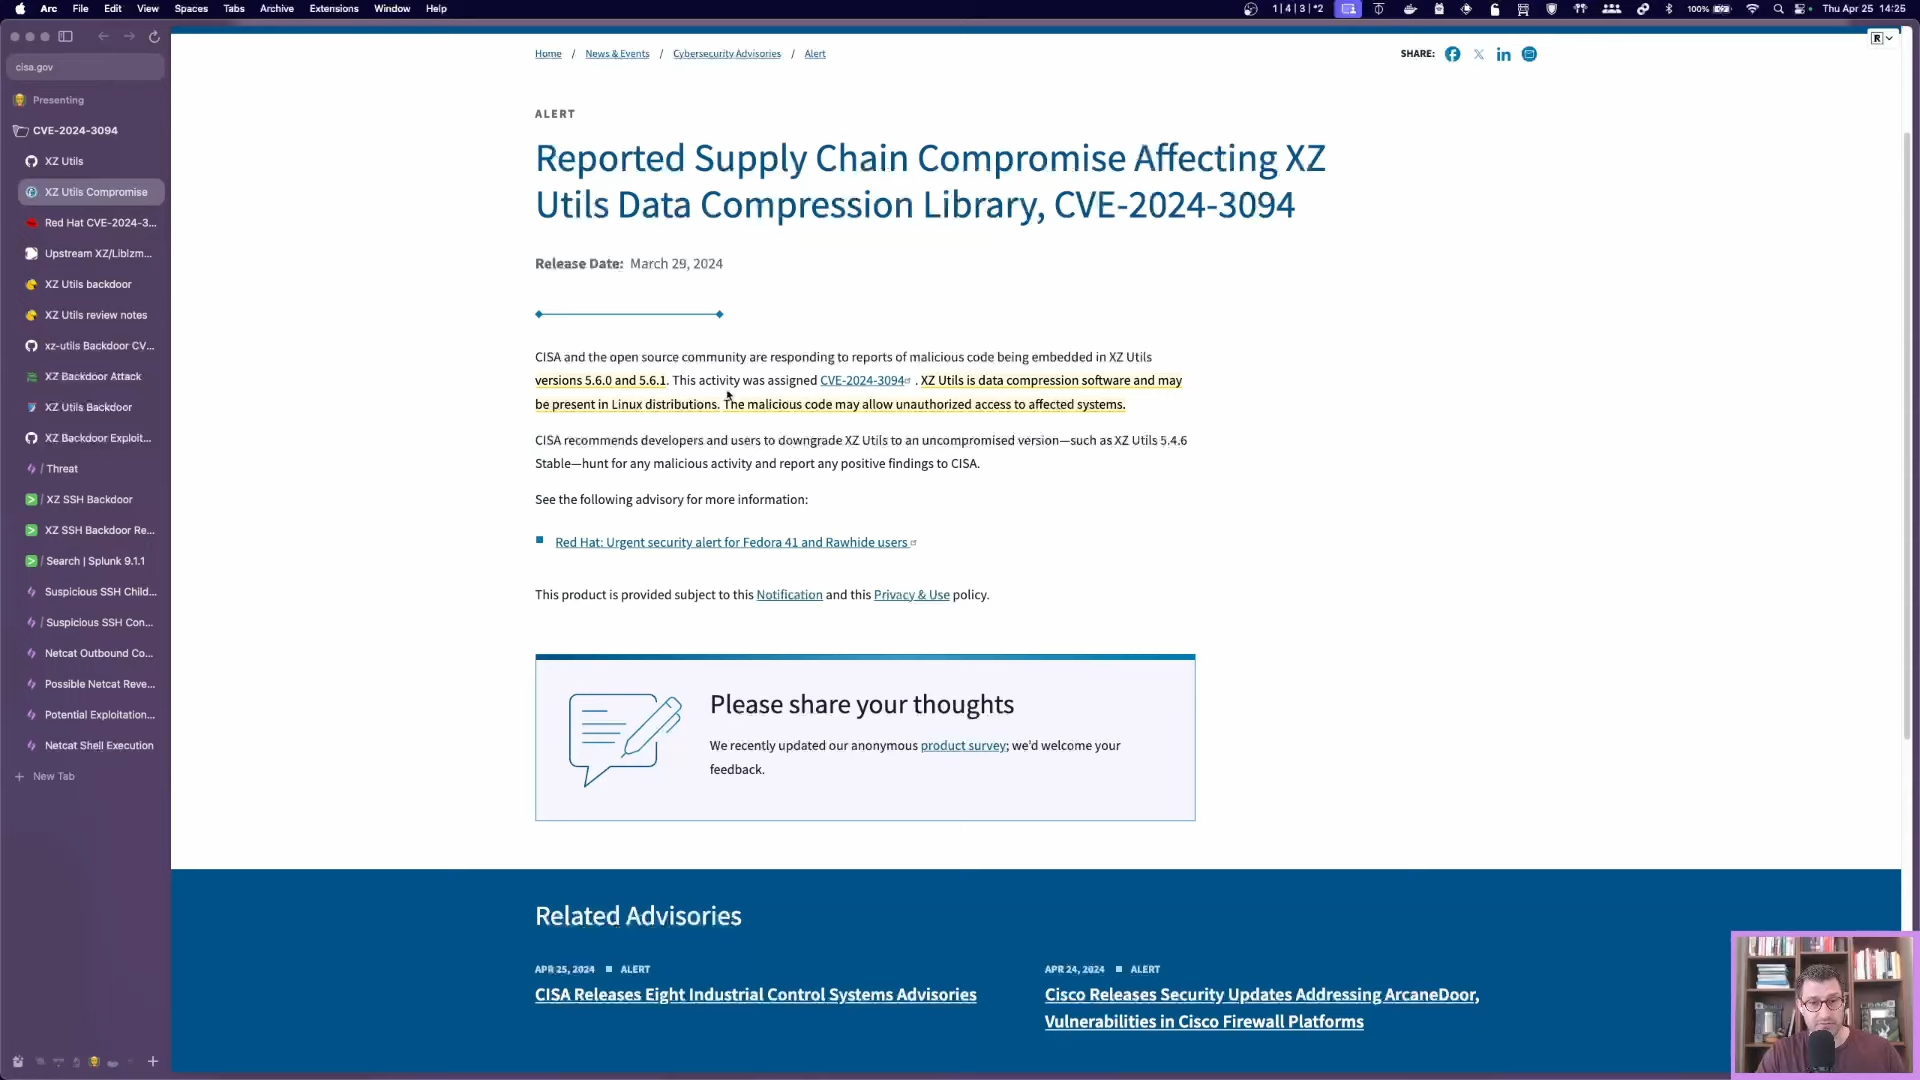 Arc File Edit View Spaces Tabs Archive Extensions Window Help
1 | 4 | 3 | *2 100% Thu Apr 25 14:25
cisa.gov
Presenting
CVE-2024-3094
XZ Utils
XZ Utils Compromise
Red Hat CVE-2024-3...
Upstream XZ/Liblzm...
XZ Utils backdoor
XZ Utils review notes
xz-utils Backdoor CV...
XZ Backdoor Attack
XZ Utils Backdoor
XZ Backdoor Exploit...
/ Threat
/ XZ SSH Backdoor
XZ SSH Backdoor Re...
/ Search | Splunk 9.1.1
Suspicious SSH Child...
/ Suspicious SSH Con...
Netcat Outbound Co...
Possible Netcat Reve...
Potential Exploitation...
Netcat Shell Execution
+ New Tab
Home / News & Events / Cybersecurity Advisories / Alert
SHARE:
ALERT
Reported Supply Chain Compromise Affecting XZ
Utils Data Compression Library, CVE-2024-3094
Release Date: March 29, 2024
CISA and the open source community are responding to reports of malicious code being embedded in XZ Utils
versions 5.6.0 and 5.6.1. This activity was assigned CVE-2024-3094 . XZ Utils is data compression software and may
be present in Linux distributions. The malicious code may allow unauthorized access to affected systems.
CISA recommends developers and users to downgrade XZ Utils to an uncompromised version—such as XZ Utils 5.4.6
Stable—hunt for any malicious activity and report any positive findings to CISA.
See the following advisory for more information:
Red Hat: Urgent security alert for Fedora 41 and Rawhide users
This product is provided subject to this Notification and this Privacy & Use policy.
Please share your thoughts
We recently updated our anonymous product survey; we'd welcome your
feedback.
Related Advisories
APR 25, 2024 ALERT
CISA Releases Eight Industrial Control Systems Advisories
APR 24, 2024 ALERT
Cisco Releases Security Updates Addressing ArcaneDoor,
Vulnerabilities in Cisco Firewall Platforms